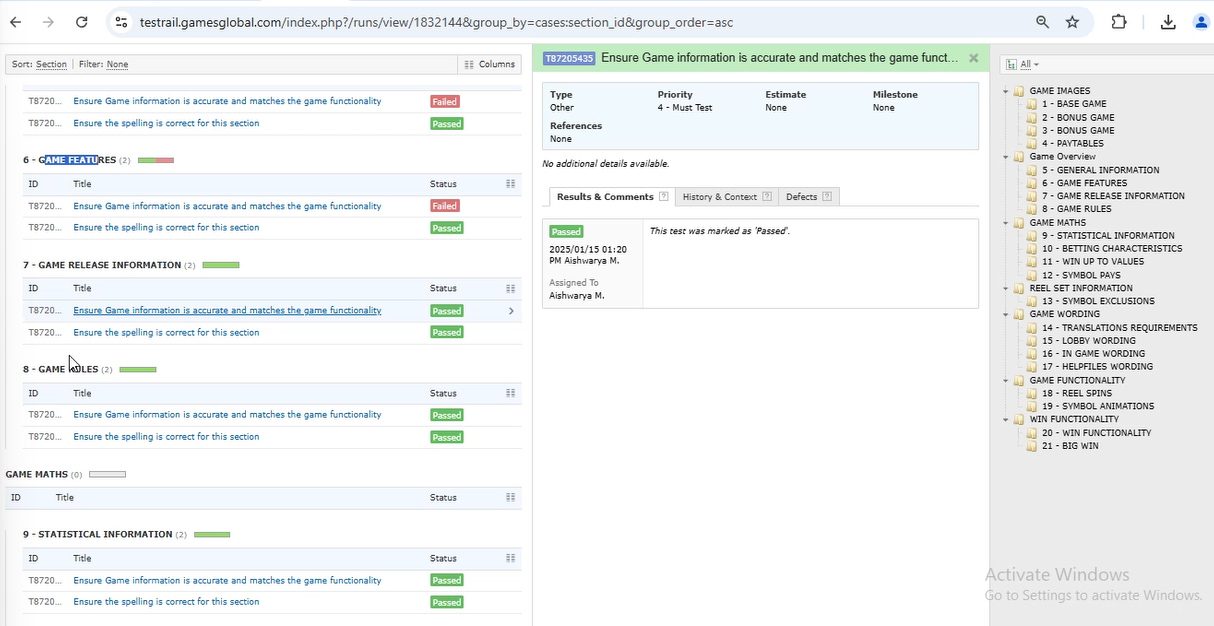 testrail.gamesglobal.com/index.php?/runs/view/1832144&group_by=cases:section_id&group_order=asc
Sort: Section Filter: None Columns
T8720... Ensure Game information is accurate and matches the game functionality Failed
T8720... Ensure the spelling is correct for this section Passed
6 - GAME FEATURES (2)
ID Title Status
T8720... Ensure Game information is accurate and matches the game functionality Failed
T8720... Ensure the spelling is correct for this section Passed
7 - GAME RELEASE INFORMATION (2)
ID Title Status
T8720... Ensure Game information is accurate and matches the game functionality Passed
T8720... Ensure the spelling is correct for this section Passed
8 - GAME RULES (2)
ID Title Status
T8720... Ensure Game information is accurate and matches the game functionality Passed
T8720... Ensure the spelling is correct for this section Passed
GAME MATHS (0)
ID Title Status
9 - STATISTICAL INFORMATION (2)
ID Title Status
T8720... Ensure Game information is accurate and matches the game functionality Passed
T8720... Ensure the spelling is correct for this section Passed
T87205435 Ensure Game information is accurate and matches the game funct...
Type Priority Estimate Milestone
Other 4 - Must Test None None
References
None
No additional details available.
Results & Comments ? History & Context ? Defects ?
Passed This test was marked as 'Passed'.
2025/01/15 01:20
PM Aishwarya M.
Assigned To
Aishwarya M.
All
GAME IMAGES
1 - BASE GAME
2 - BONUS GAME
3 - BONUS GAME
4 - PAYTABLES
Game Overview
5 - GENERAL INFORMATION
6 - GAME FEATURES
7 - GAME RELEASE INFORMATION
8 - GAME RULES
GAME MATHS
9 - STATISTICAL INFORMATION
10 - BETTING CHARACTERISTICS
11 - WIN UP TO VALUES
12 - SYMBOL PAYS
REEL SET INFORMATION
13 - SYMBOL EXCLUSIONS
GAME WORDING
14 - TRANSLATIONS REQUIREMENTS
15 - LOBBY WORDING
16 - IN GAME WORDING
17 - HELPFILES WORDING
GAME FUNCTIONALITY
18 - REEL SPINS
19 - SYMBOL ANIMATIONS
WIN FUNCTIONALITY
20 - WIN FUNCTIONALITY
21 - BIG WIN
Activate Windows
Go to Settings to activate Windows.